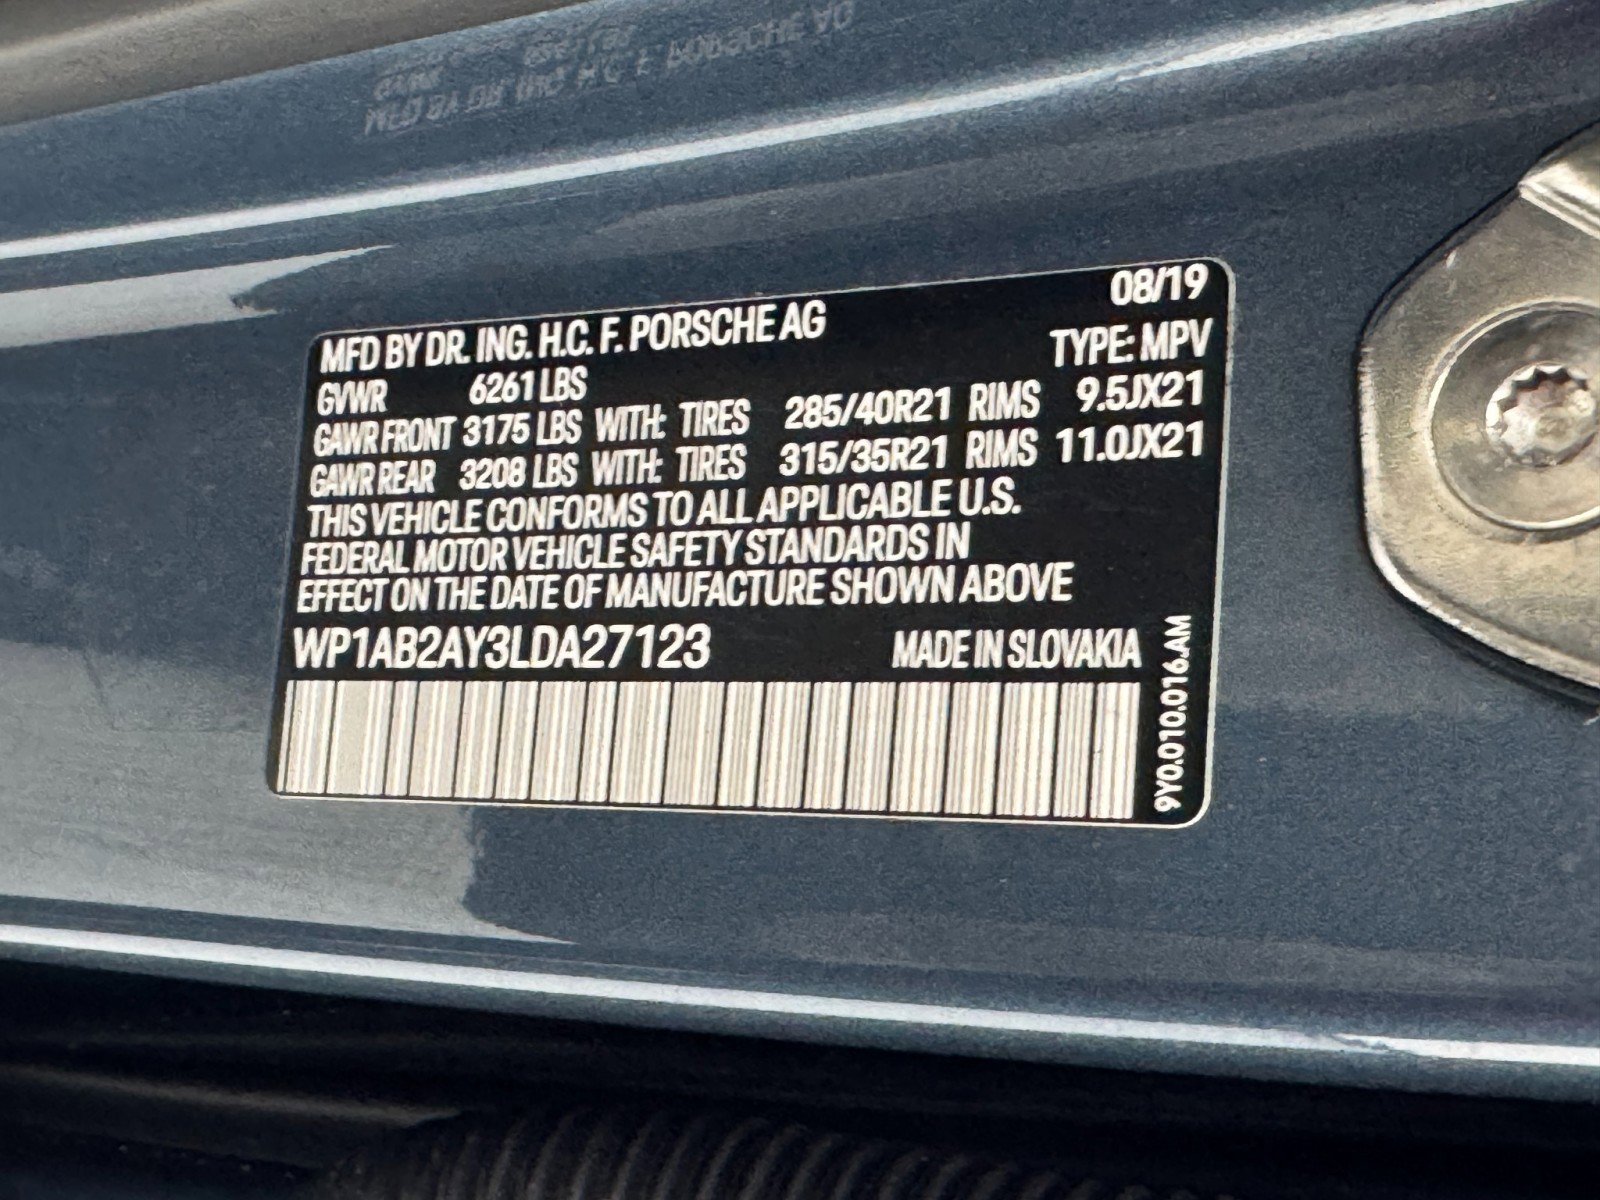 MFD BY DR. ING. H.C. F. PORSCHE AG 08/19
GVWR 6261 LBS TYPE: MPV
GAWR FRONT 3175 LBS WITH: TIRES 285/40R21 RIMS 9.5JX21
GAWR REAR 3208 LBS WITH: TIRES 315/35R21 RIMS 11.0JX21
THIS VEHICLE CONFORMS TO ALL APPLICABLE U.S.
FEDERAL MOTOR VEHICLE SAFETY STANDARDS IN
EFFECT ON THE DATE OF MANUFACTURE SHOWN ABOVE
WP1AB2AY3LDA27123 MADE IN SLOVAKIA
9Y0.010.016.AM